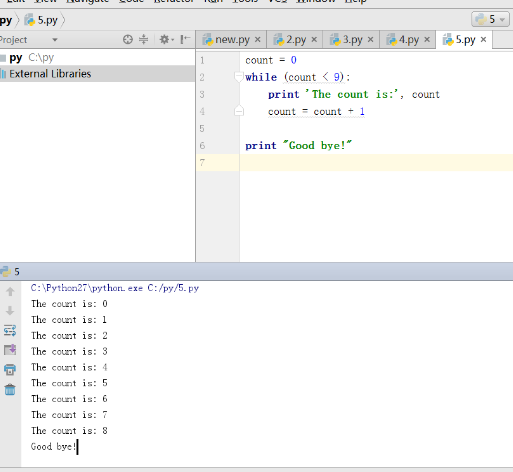 Edit View Navigate Code Refactor Run Tools VCS Window Help
py 5.py 5
Project new.py × 2.py × 3.py × 4.py × 5.py ×
py C:\py
External Libraries
1 count = 0
2 while (count < 9):
3 print 'The count is:', count
4 count = count + 1
5
6 print "Good bye!"
7
5
C:\Python27\python.exe C:/py/5.py
The count is: 0
The count is: 1
The count is: 2
The count is: 3
The count is: 4
The count is: 5
The count is: 6
The count is: 7
The count is: 8
Good bye!